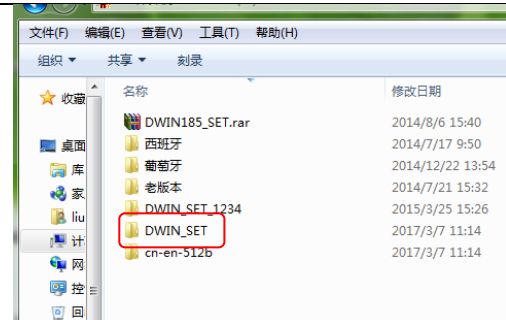 文件(F) 编辑(E) 查看(V) 工具(T) 帮助(H)
组织 共享 刻录
收藏
桌面
库
家
liu
计
网
控
回
名称 修改日期
DWIN185_SET.rar 2014/8/6 15:40
西班牙 2014/7/17 9:50
葡萄牙 2014/12/22 13:54
老版本 2014/7/21 15:32
DWIN_SET_1234 2015/3/25 15:26
DWIN_SET 2017/3/7 11:14
cn-en-512b 2017/3/7 11:14